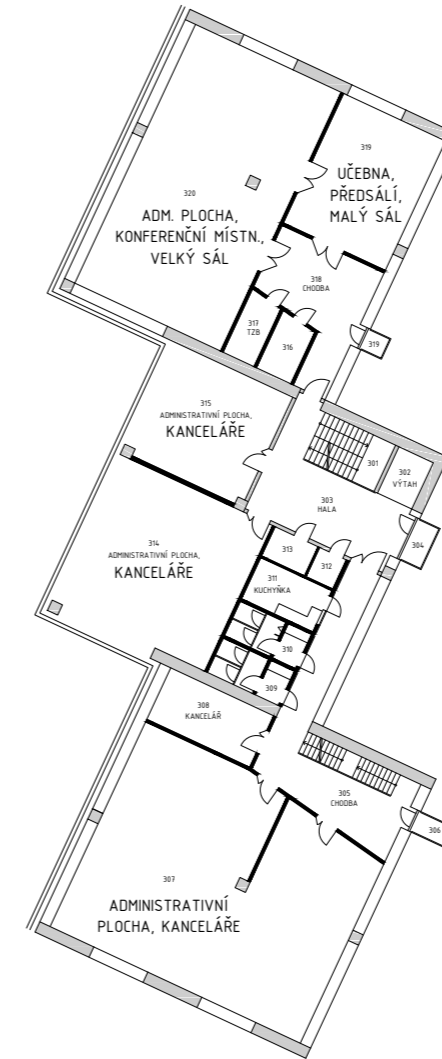 319
UČEBNA,
PŘEDSÁLÍ,
MALÝ SÁL
320
ADM. PLOCHA,
KONFERENČNÍ MÍSTN.,
VELKÝ SÁL
318
CHODBA
317
TZB
316
319
315
ADMINISTRATIVNÍ PLOCHA,
KANCELÁŘE
301
302
VÝTAH
303
HALA
304
314
ADMINISTRATIVNÍ PLOCHA,
KANCELÁŘE
313
312
311
KUCHYŇKA
310
309
308
KANCELÁŘ
305
CHODBA
306
307
ADMINISTRATIVNÍ
PLOCHA, KANCELÁŘE